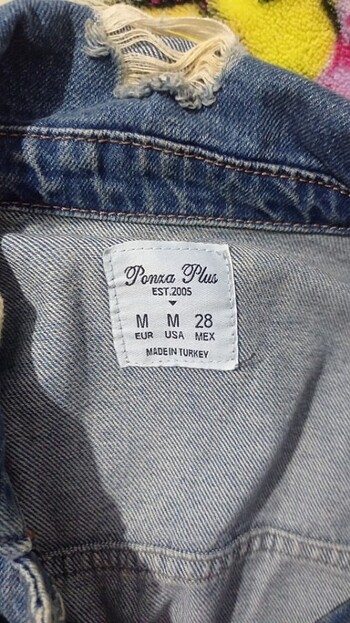 Ponza Plus
EST.2005
M M 28
EUR USA MEX
MADE IN TURKEY